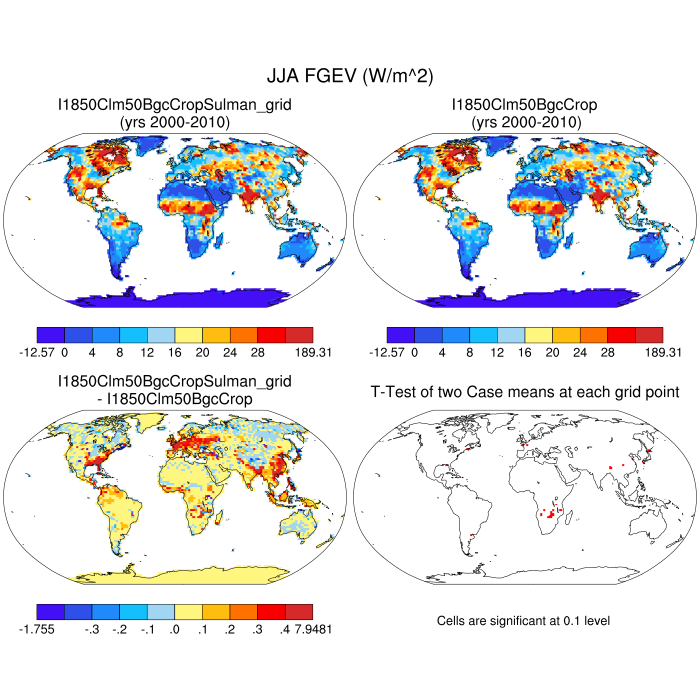 JJA FGEV (W/m^2)
I1850Clm50BgcCropSulman_grid
(yrs 2000-2010)
I1850Clm50BgcCrop
(yrs 2000-2010)
-12.57 0 4 8 12 16 20 24 28 189.31
-12.57 0 4 8 12 16 20 24 28 189.31
I1850Clm50BgcCropSulman_grid
- I1850Clm50BgcCrop
T-Test of two Case means at each grid point
-1.755 -.3 -.2 -.1 .0 .1 .2 .3 .4 7.9481
Cells are significant at 0.1 level